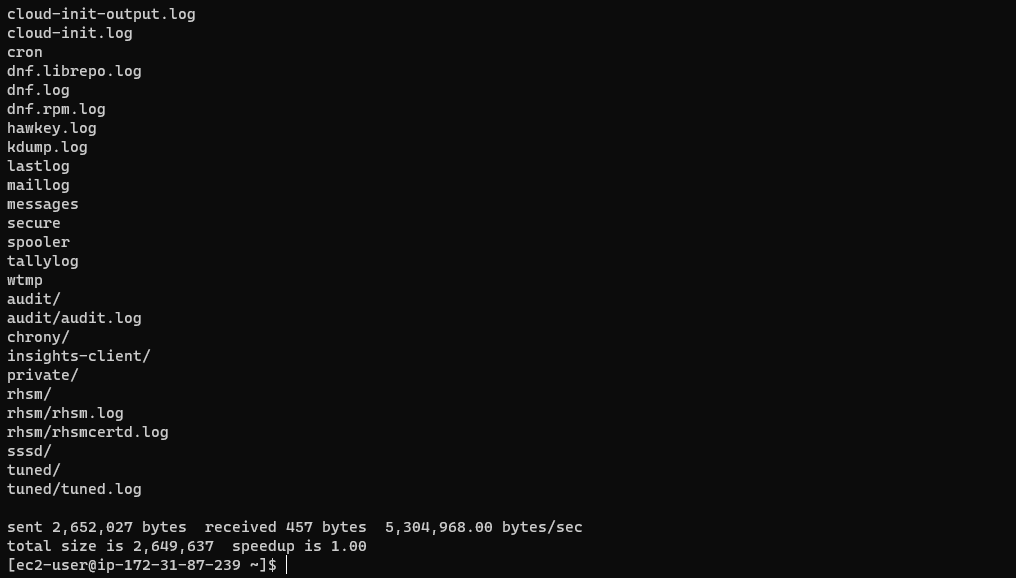 cloud-init-output.log
cloud-init.log
cron
dnf.librepo.log
dnf.log
dnf.rpm.log
hawkey.log
kdump.log
lastlog
maillog
messages
secure
spooler
tallylog
wtmp
audit/
audit/audit.log
chrony/
insights-client/
private/
rhsm/
rhsm/rhsm.log
rhsm/rhsmcertd.log
sssd/
tuned/
tuned/tuned.log

sent 2,652,027 bytes  received 457 bytes  5,304,968.00 bytes/sec
total size is 2,649,637  speedup is 1.00
[ec2-user@ip-172-31-87-239 ~]$